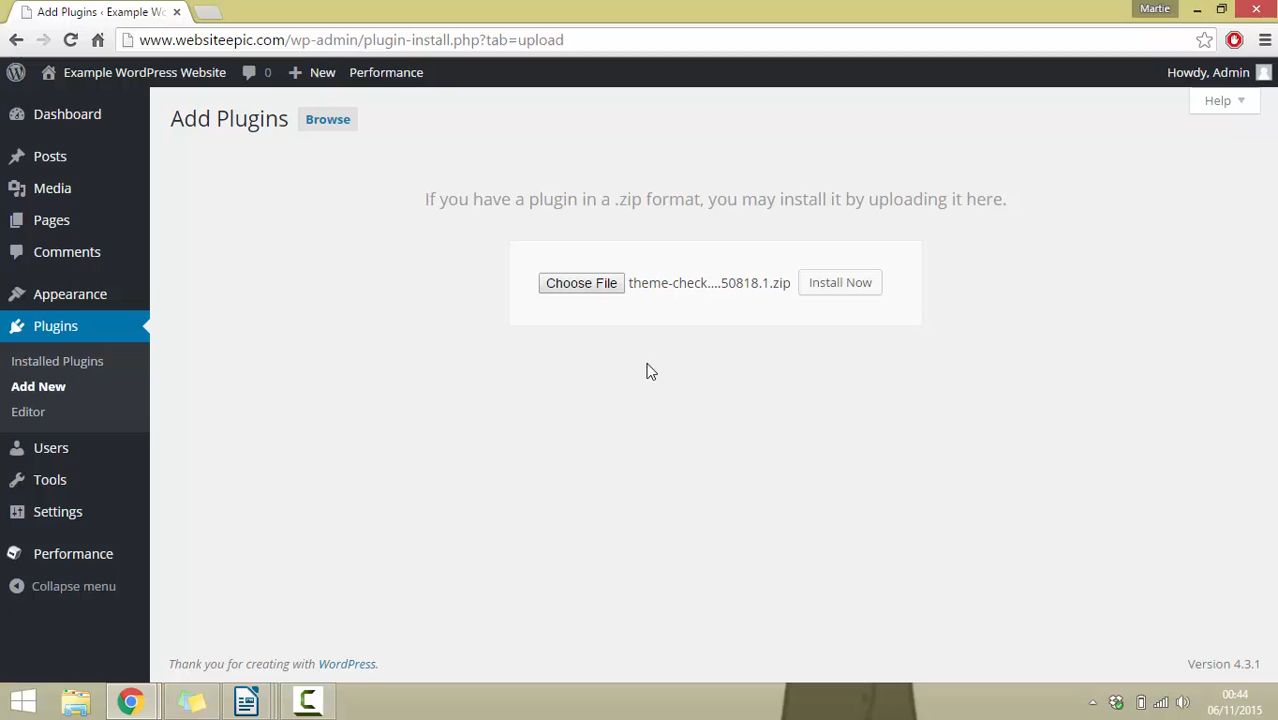 Add Plugins ‹ Example Wo
Martie
www.websiteepic.com/wp-admin/plugin-install.php?tab=upload
Example WordPress Website
0
New
Performance
Howdy, Admin
Dashboard
Posts
Media
Pages
Comments
Appearance
Plugins
Installed Plugins
Add New
Editor
Users
Tools
Settings
Performance
Collapse menu
Help
Add Plugins
Browse
If you have a plugin in a .zip format, you may install it by uploading it here.
Choose File theme-check....50818.1.zip Install Now
Thank you for creating with WordPress.
Version 4.3.1
00:44
06/11/2015